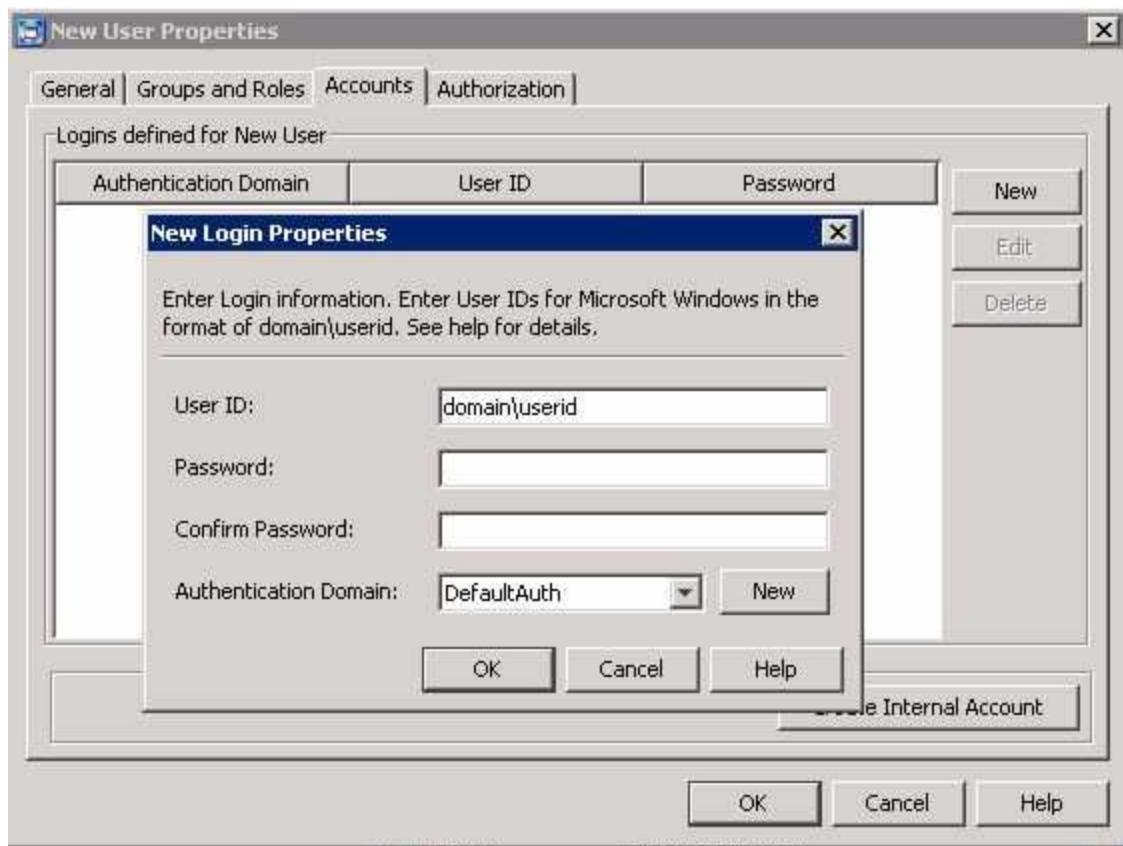 New User Properties
General
Groups and Roles
Accounts
Authorization
Logins defined for New User
Authentication Domain
User ID
Password
New
Edit
Delete
New Login Properties
Enter Login information. Enter User IDs for Microsoft Windows in the
format of domain\userid. See help for details.
User ID:
domain\userid
Password:
Confirm Password:
Authentication Domain:
DefaultAuth
New
OK
Cancel
Help
Internal Account
OK
Cancel
Help